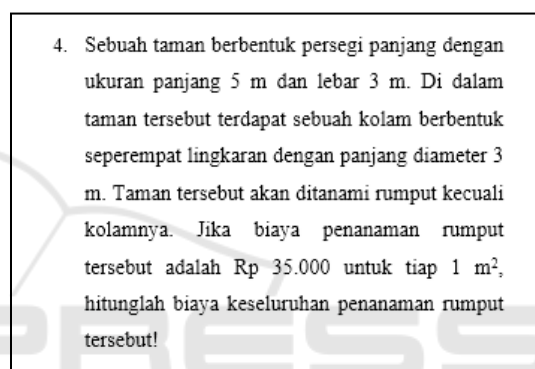 4. Sebuah taman berbentuk persegi panjang dengan
ukuran panjang 5 m dan lebar 3 m. Di dalam
taman tersebut terdapat sebuah kolam berbentuk
seperempat lingkaran dengan panjang diameter 3
m. Taman tersebut akan ditanami rumput kecuali
kolamnya. Jika biaya penanaman rumput
tersebut adalah Rp 35.000 untuk tiap 1 m², 
hitunglah biaya keseluruhan penanaman rumput
tersebut!